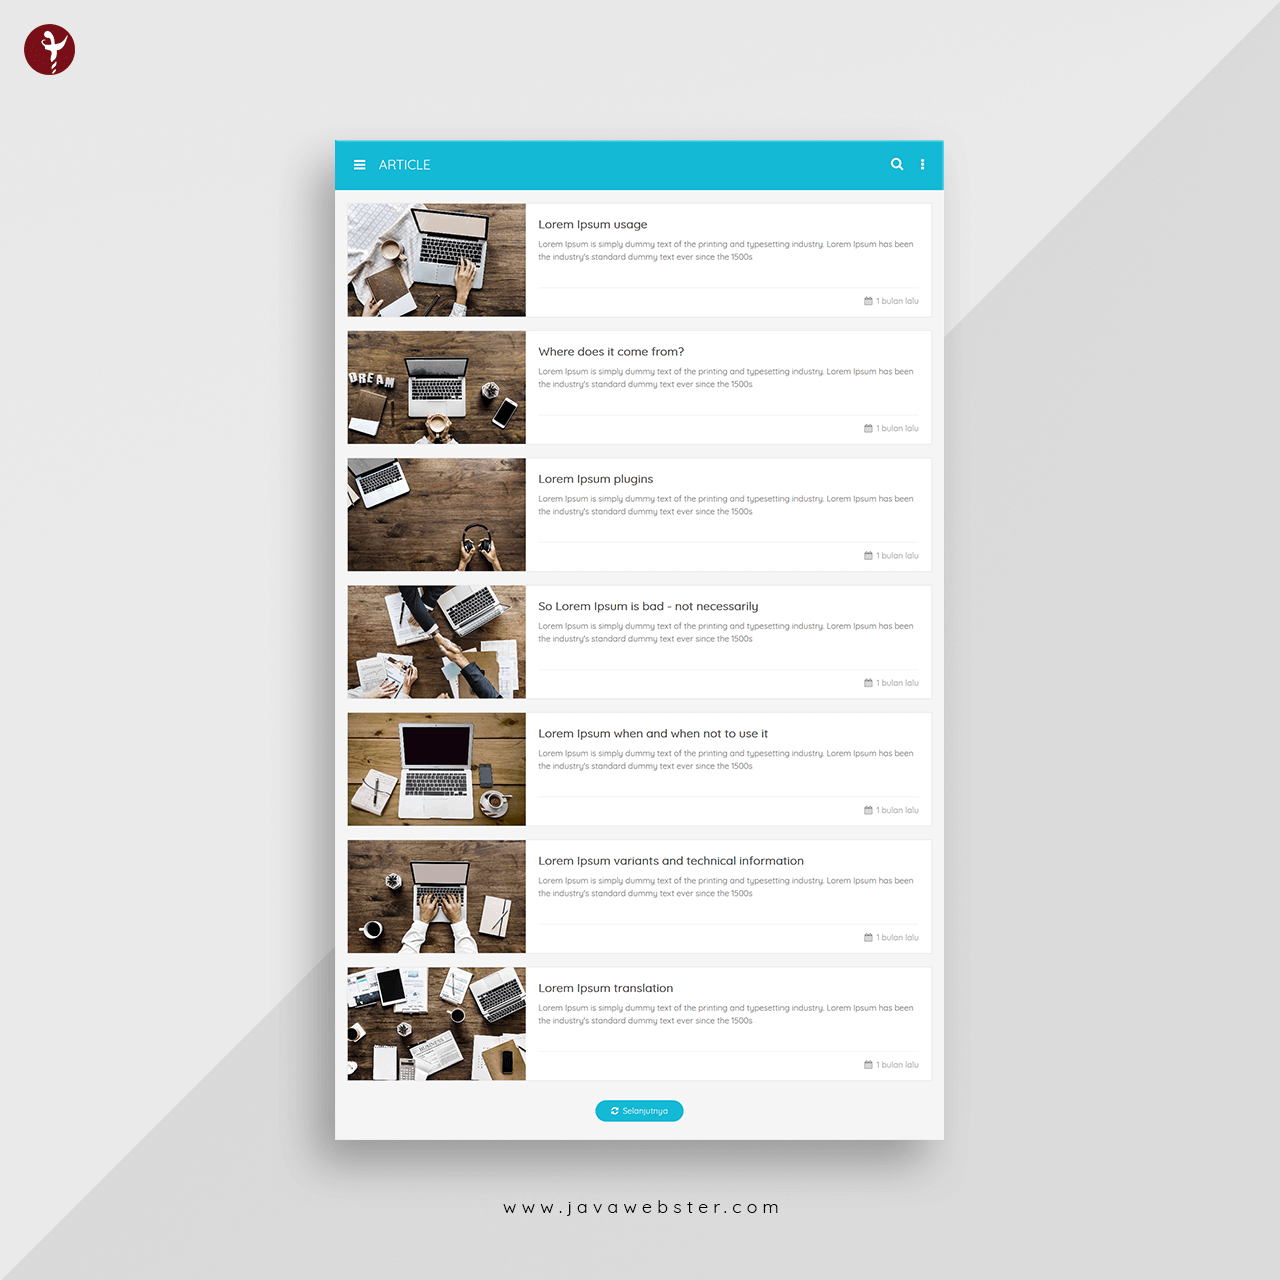 ARTICLE
Lorem Ipsum usage
Lorem Ipsum is simply dummy text of the printing and typesetting industry. Lorem Ipsum has been
the industry's standard dummy text ever since the 1500s
1 bulan lalu
DREAM
Where does it come from?
Lorem Ipsum is simply dummy text of the printing and typesetting industry. Lorem Ipsum has been
the industry's standard dummy text ever since the 1500s
1 bulan lalu
Lorem Ipsum plugins
Lorem Ipsum is simply dummy text of the printing and typesetting industry. Lorem Ipsum has been
the industry's standard dummy text ever since the 1500s
1 bulan lalu
So Lorem Ipsum is bad - not necessarily
Lorem Ipsum is simply dummy text of the printing and typesetting industry. Lorem Ipsum has been
the industry's standard dummy text ever since the 1500s
1 bulan lalu
Lorem Ipsum when and when not to use it
Lorem Ipsum is simply dummy text of the printing and typesetting industry. Lorem Ipsum has been
the industry's standard dummy text ever since the 1500s
1 bulan lalu
Lorem Ipsum variants and technical information
Lorem Ipsum is simply dummy text of the printing and typesetting industry. Lorem Ipsum has been
the industry's standard dummy text ever since the 1500s
1 bulan lalu
BUSINESS
Lorem Ipsum translation
Lorem Ipsum is simply dummy text of the printing and typesetting industry. Lorem Ipsum has been
the industry's standard dummy text ever since the 1500s
1 bulan lalu
Selanjutnya
www.javawebster.com